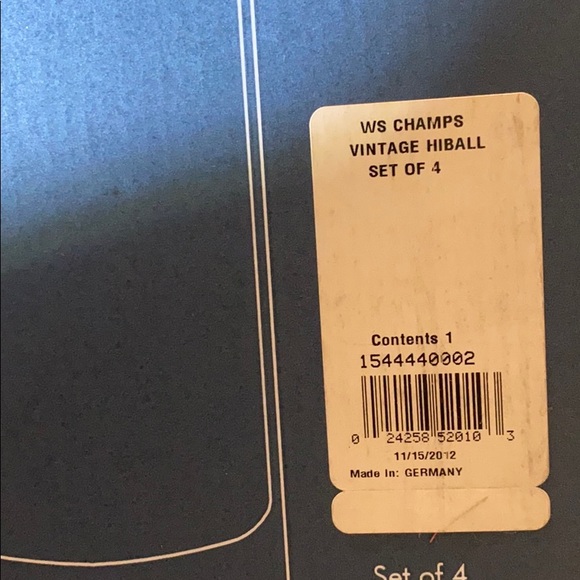 WS CHAMPS
VINTAGE HIBALL
SET OF 4
Contents 1
1544440002
0 24258 52010 3
11/15/2012
Made in: GERMANY
Set of 4